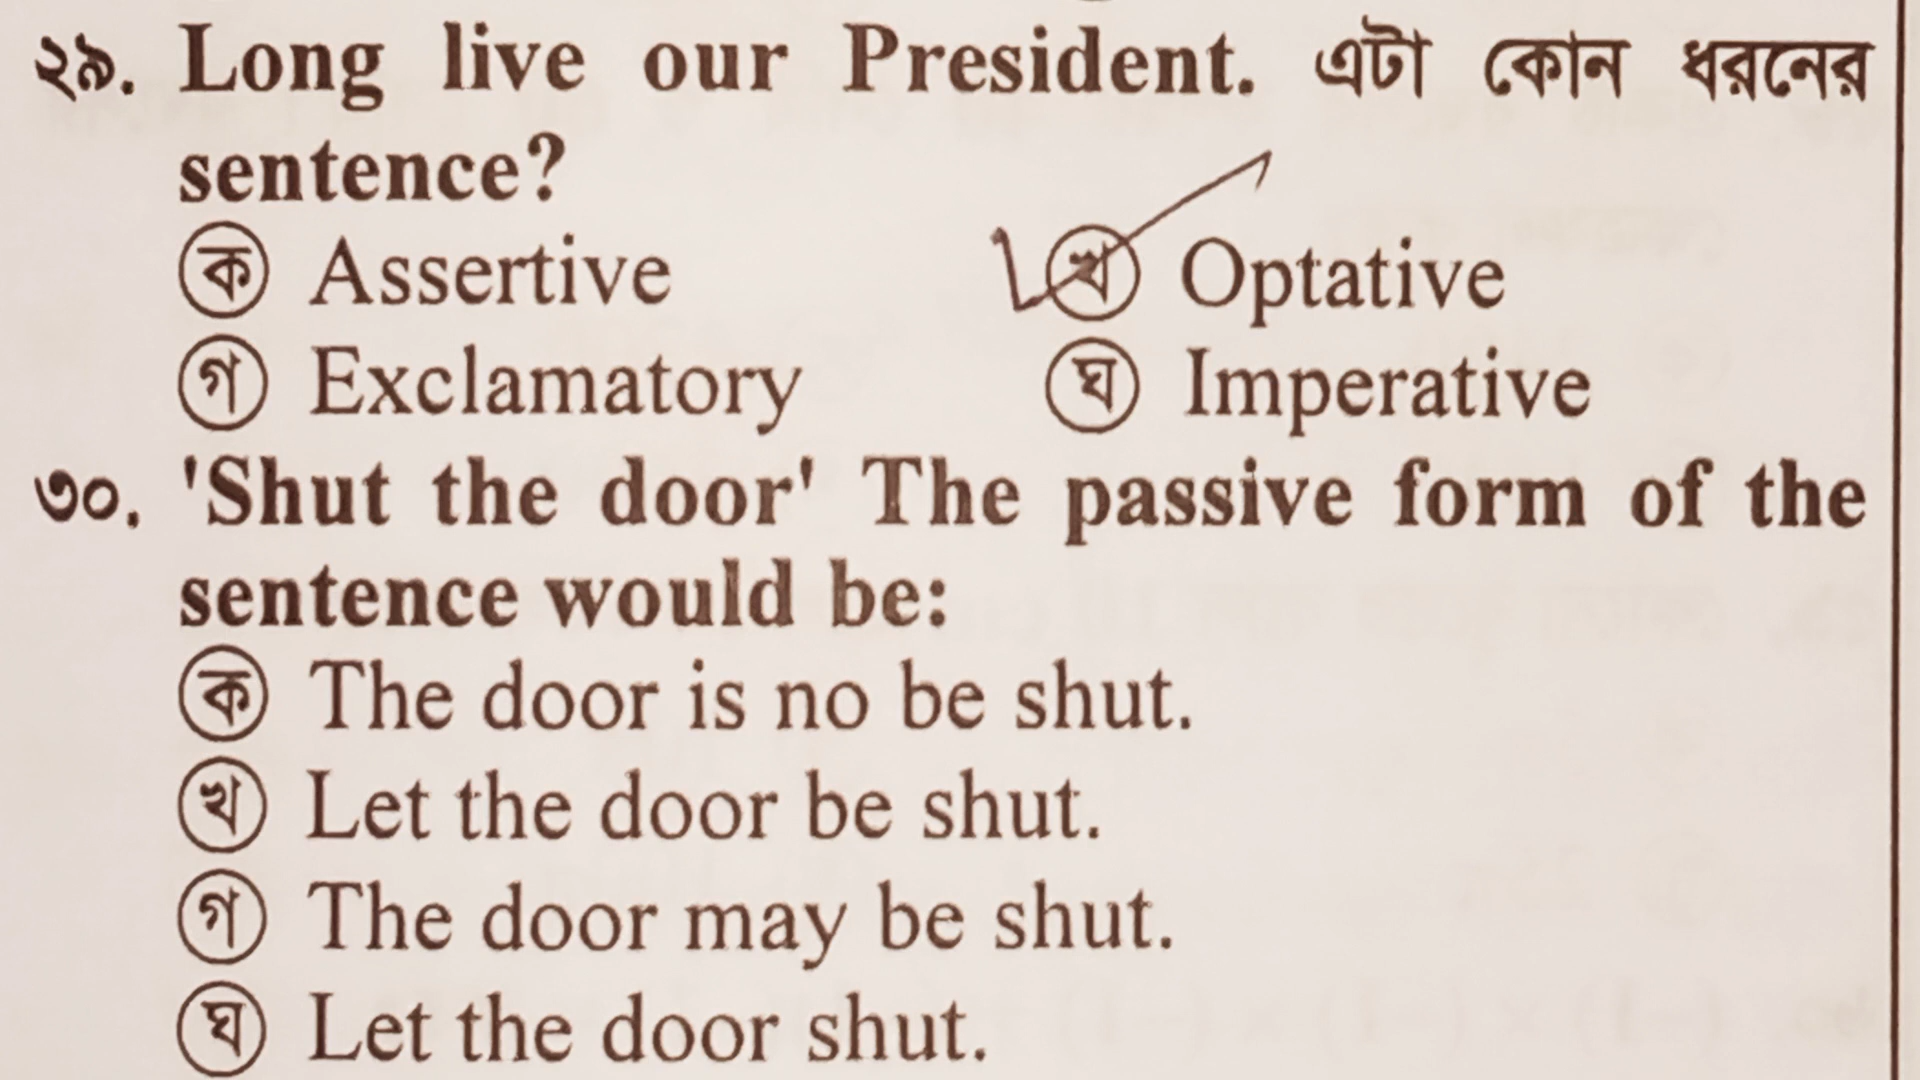 ২৯. Long live our President. এটা কোন ধরনের
sentence?
ক Assertive খ Optative
গ Exclamatory ঘ Imperative
৩০. 'Shut the door' The passive form of the
sentence would be:
ক The door is no be shut.
খ Let the door be shut.
গ The door may be shut.
ঘ Let the door shut.